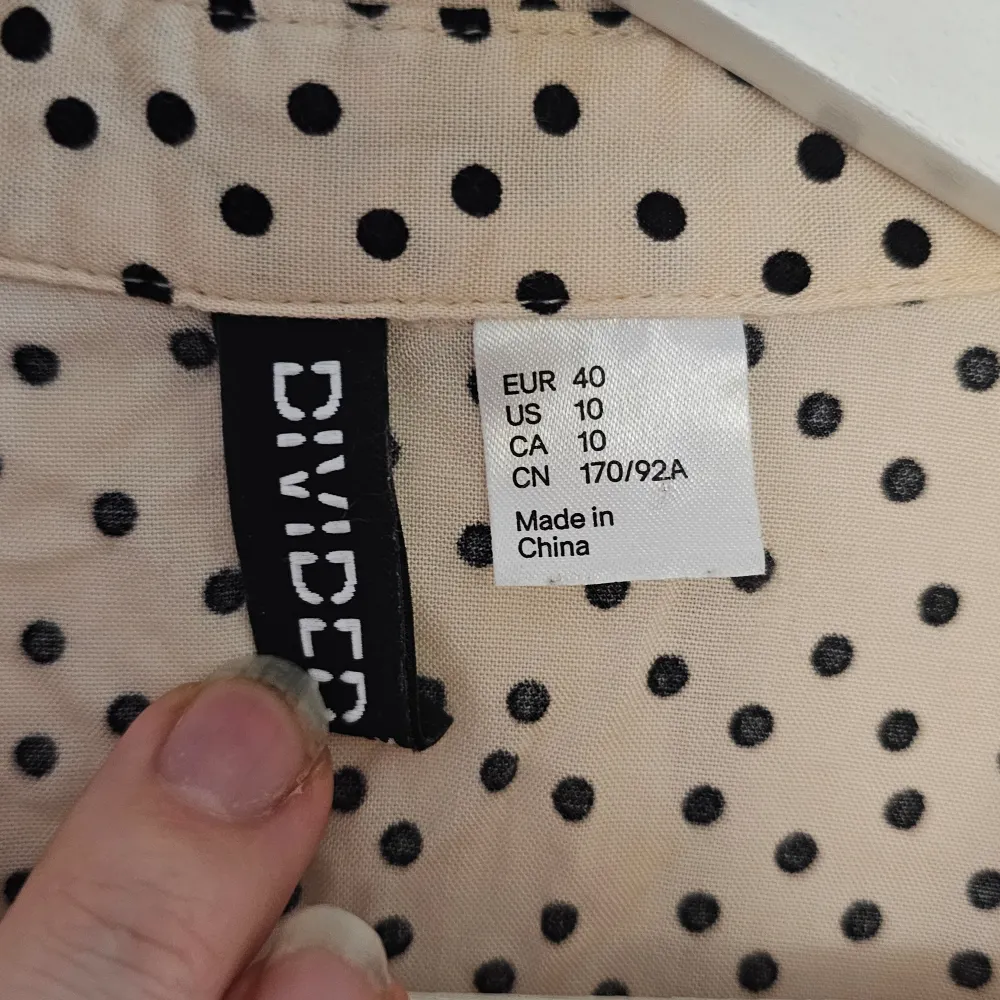 DIVIDED
EUR 40
US 10
CA 10
CN 170/92A
Made in
China